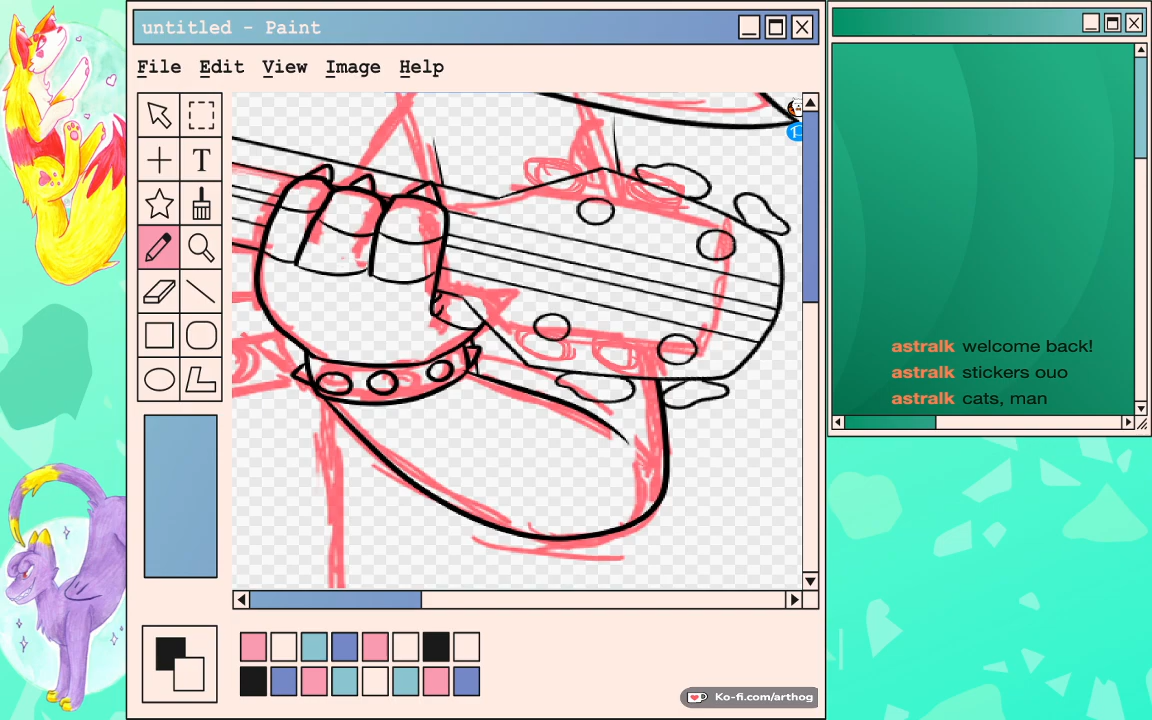 untitled - Paint
File Edit View Image Help
T
astralk welcome back!
astralk stickers ouo
astralk cats, man
Ko-fi.com/arthog